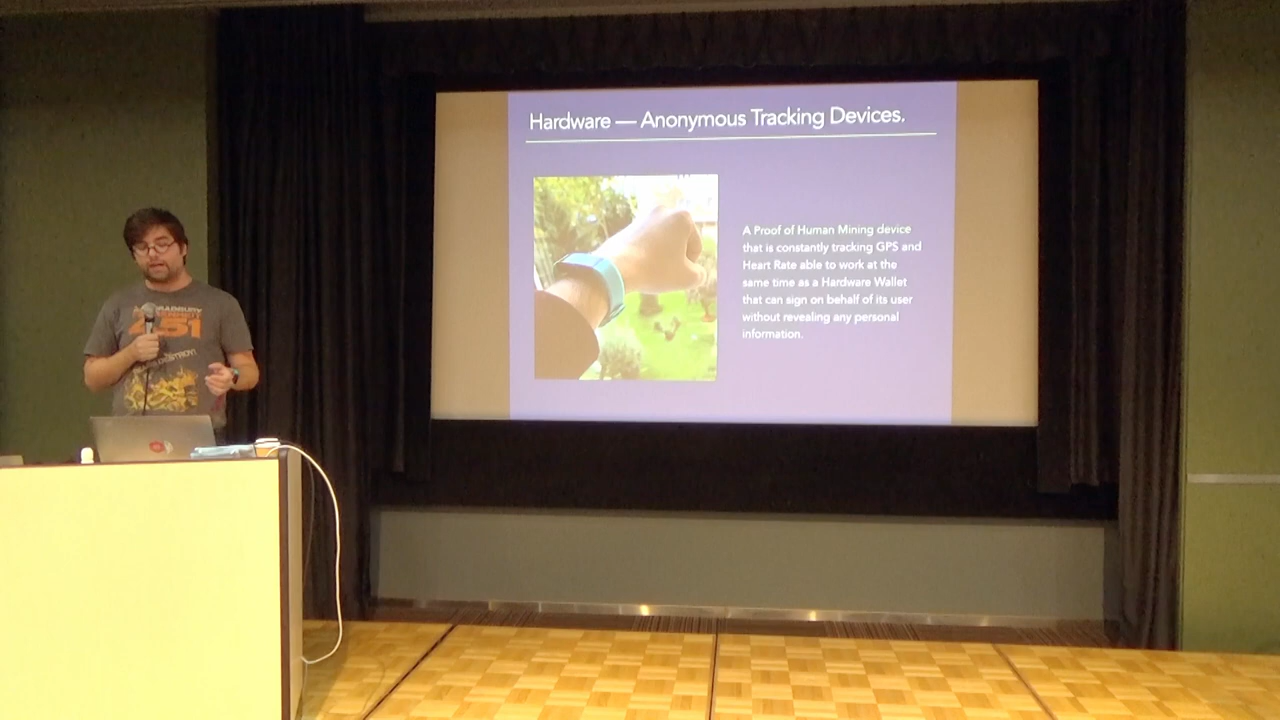 Hardware — Anonymous Tracking Devices.
A Proof of Human Mining device
that is constantly tracking GPS and
Heart Rate able to work at the
same time as a Hardware Wallet
that can sign on behalf of its user
without revealing any personal
information.
BRADBURY
451